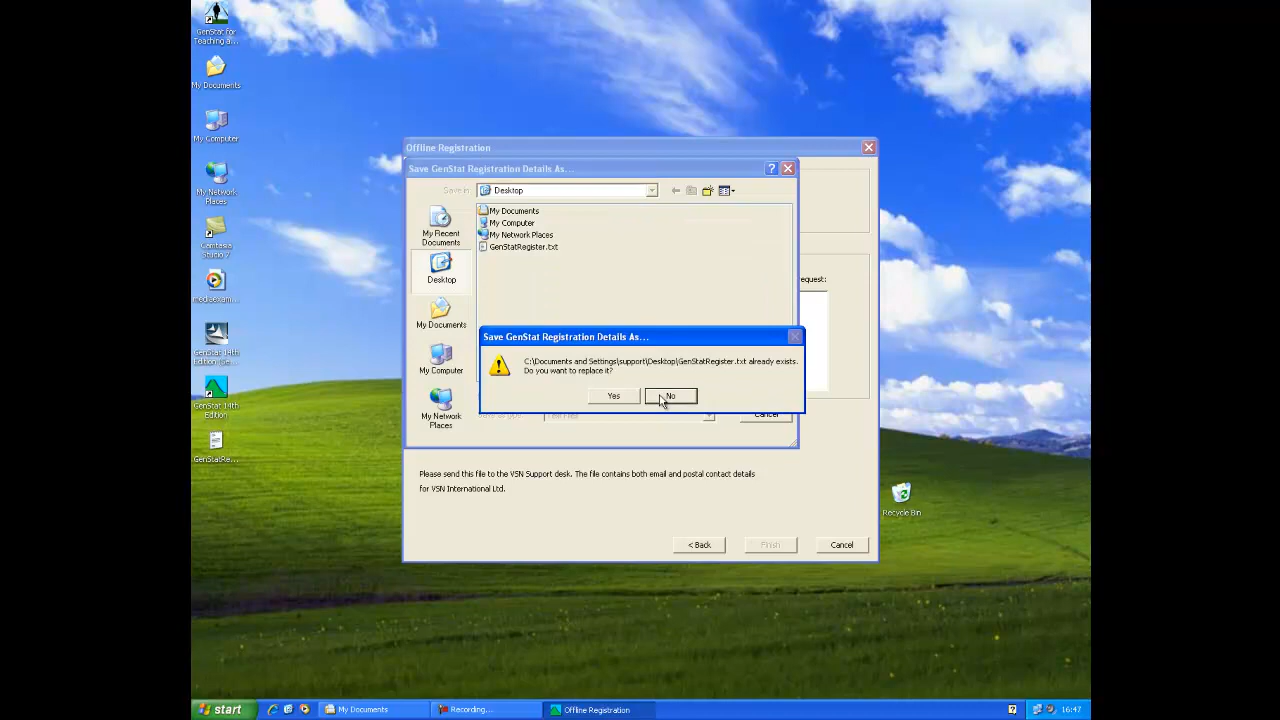 GenStat for
Teaching a...
My Documents
My Computer
My Network
Places
Camtasia
Studio 7
mediaexam...
GenStat 14th
Edition (Se...
GenStat 14th
Edition
GenStatRe...
Recycle Bin
Offline Registration
Save GenStat Registration Details As...
Save in:
Desktop
My Recent
Documents
Desktop
My Documents
My Computer
My Network
Places
My Documents
My Computer
My Network Places
GenStatRegister.txt
equest:
Save GenStat Registration Details As...
C:\Documents and Settings\support\Desktop\GenStatRegister.txt already exists.
Do you want to replace it?
Yes
No
Text Files
Cancel
Please send this file to the VSN Support desk. The file contains both email and postal contact details
for VSN International Ltd.
< Back
Finish
Cancel
start
My Documents
Recording...
Offline Registration
16:47